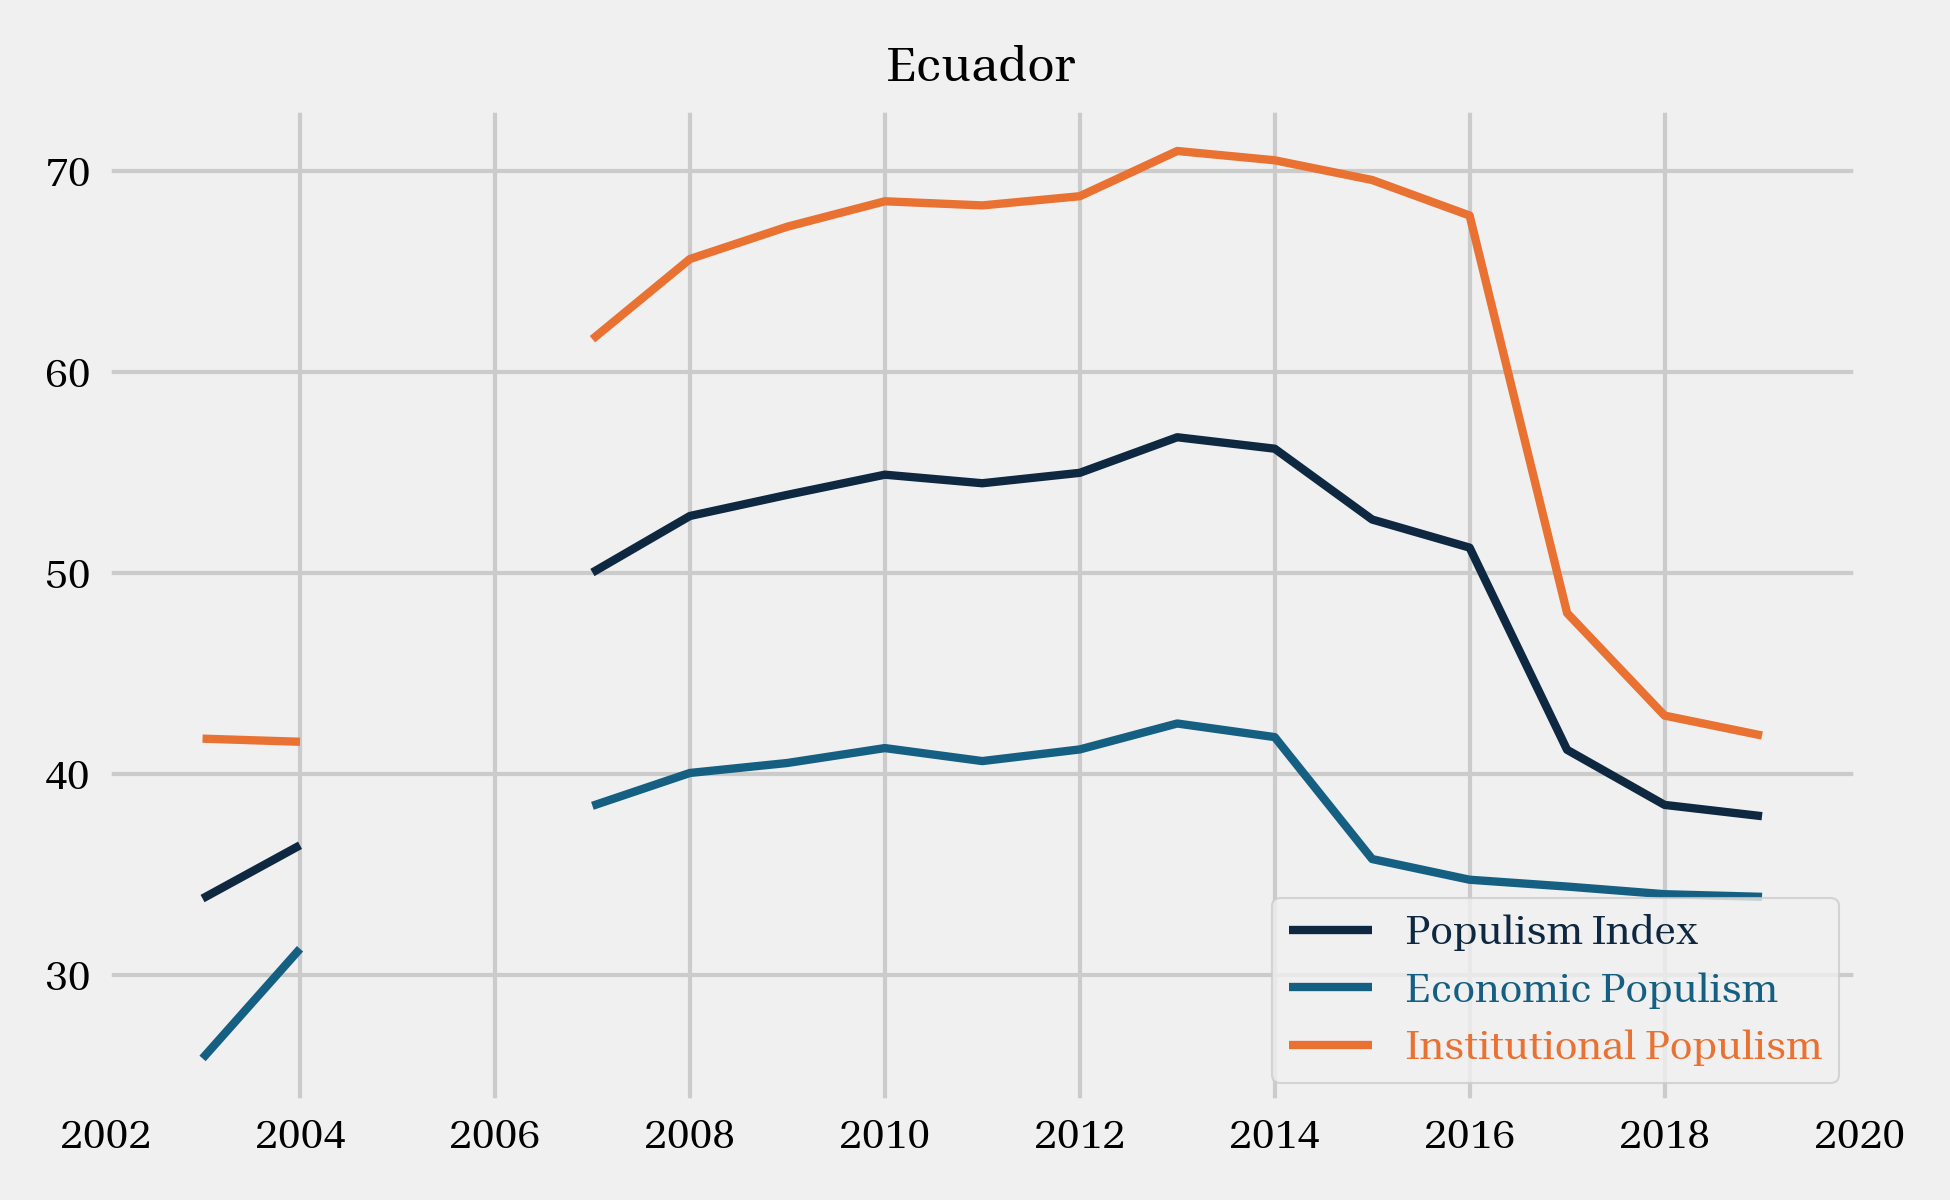 Ecuador
70
60
50
40
30
Populism Index
Economic Populism
Institutional Populism
2002 2004 2006 2008 2010 2012 2014 2016 2018 2020